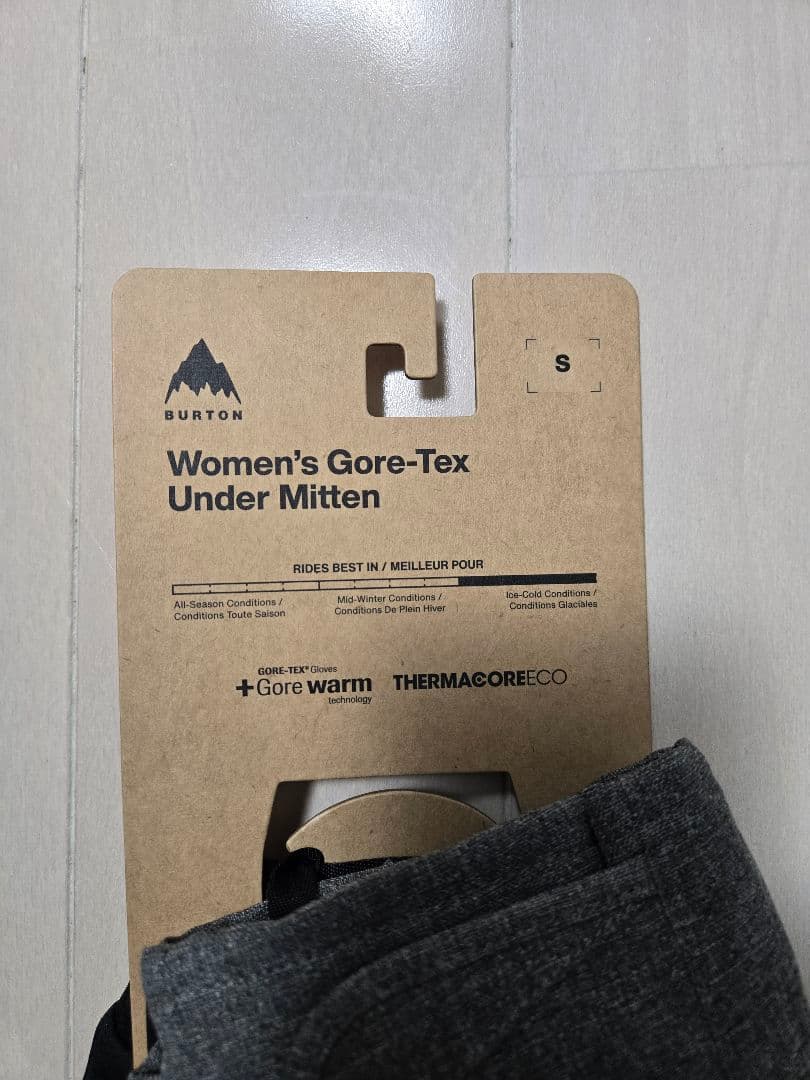 BURTON
S
Women's Gore-Tex
Under Mitten
RIDES BEST IN / MEILLEUR POUR
All-Season Conditions /
Conditions Toute Saison
Mid-Winter Conditions /
Conditions De Plein Hiver
Ice-Cold Conditions /
Conditions Glaciales
GORE-TEX® Gloves
+Gore warm
technology
THERMACOREECO